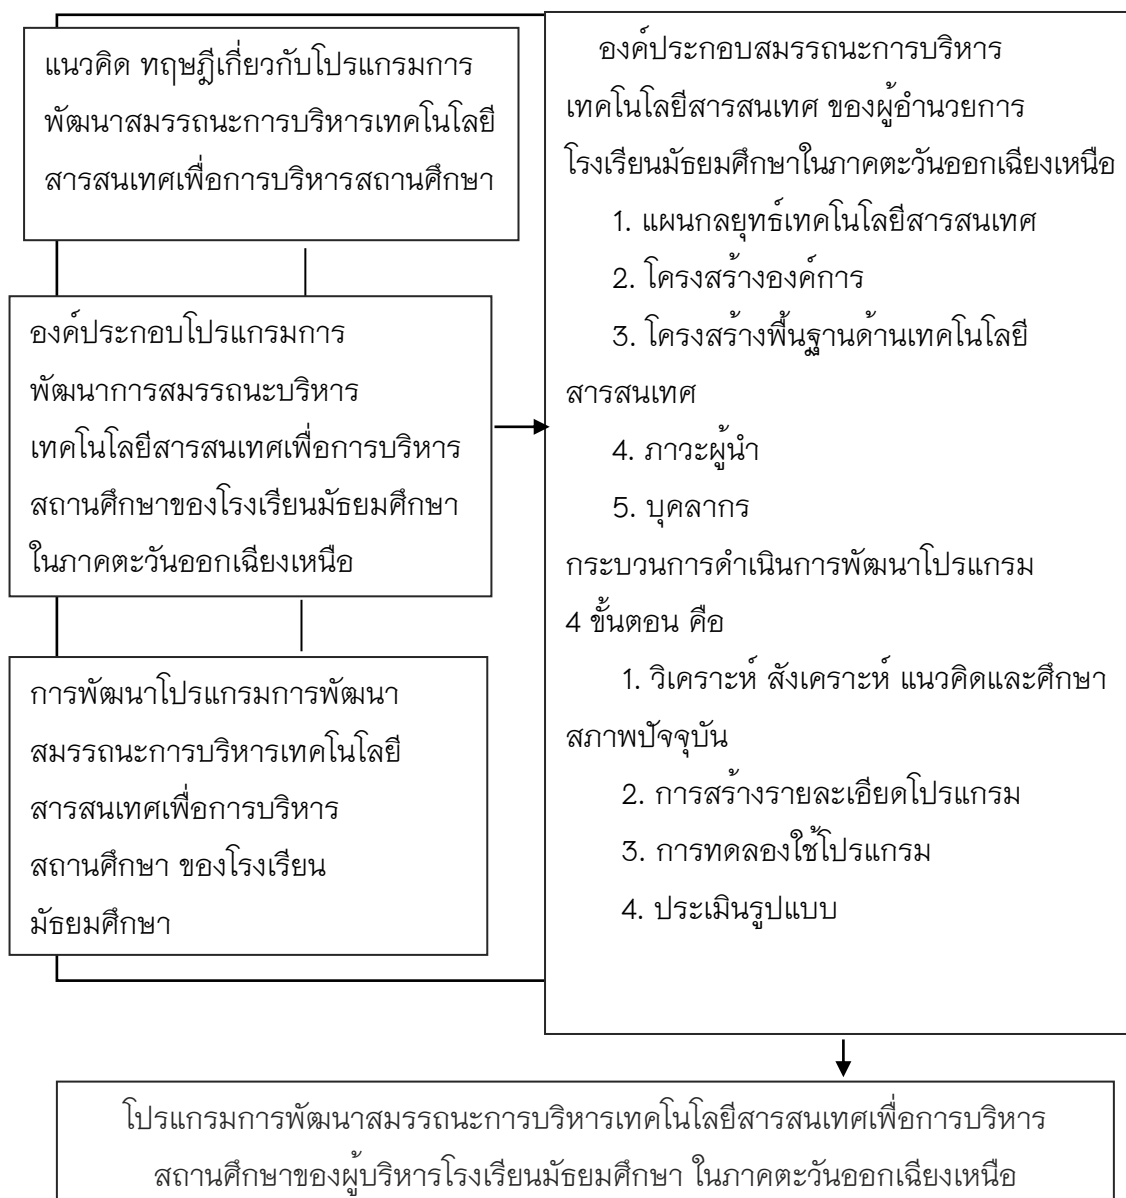 แนวคิด ทฤษฎีเกี่ยวกับโปรแกรมการ
พัฒนาสมรรถนะการบริหารเทคโนโลยี
สารสนเทศเพื่อการบริหารสถานศึกษา
องค์ประกอบโปรแกรมการ
พัฒนาการสมรรถนะบริหาร
เทคโนโลยีสารสนเทศเพื่อการบริหาร
สถานศึกษาของโรงเรียนมัธยมศึกษา
ในภาคตะวันออกเฉียงเหนือ
การพัฒนาโปรแกรมการพัฒนา
สมรรถนะการบริหารเทคโนโลยี
สารสนเทศเพื่อการบริหาร
สถานศึกษา ของโรงเรียน
มัธยมศึกษา
องค์ประกอบสมรรถนะการบริหาร
เทคโนโลยีสารสนเทศ ของผู้อำนวยการ
โรงเรียนมัธยมศึกษาในภาคตะวันออกเฉียงเหนือ
1. แผนกลยุทธ์เทคโนโลยีสารสนเทศ
2. โครงสร้างองค์การ
3. โครงสร้างพื้นฐานด้านเทคโนโลยี
สารสนเทศ
4. ภาวะผู้นำ
5. บุคลากร
กระบวนการดำเนินการพัฒนาโปรแกรม
4 ขั้นตอน คือ
1. วิเคราะห์ สังเคราะห์ แนวคิดและศึกษา
สภาพปัจจุบัน
2. การสร้างรายละเอียดโปรแกรม
3. การทดลองใช้โปรแกรม
4. ประเมินรูปแบบ
โปรแกรมการพัฒนาสมรรถนะการบริหารเทคโนโลยีสารสนเทศเพื่อการบริหาร
สถานศึกษาของผู้บริหารโรงเรียนมัธยมศึกษา ในภาคตะวันออกเฉียงเหนือ